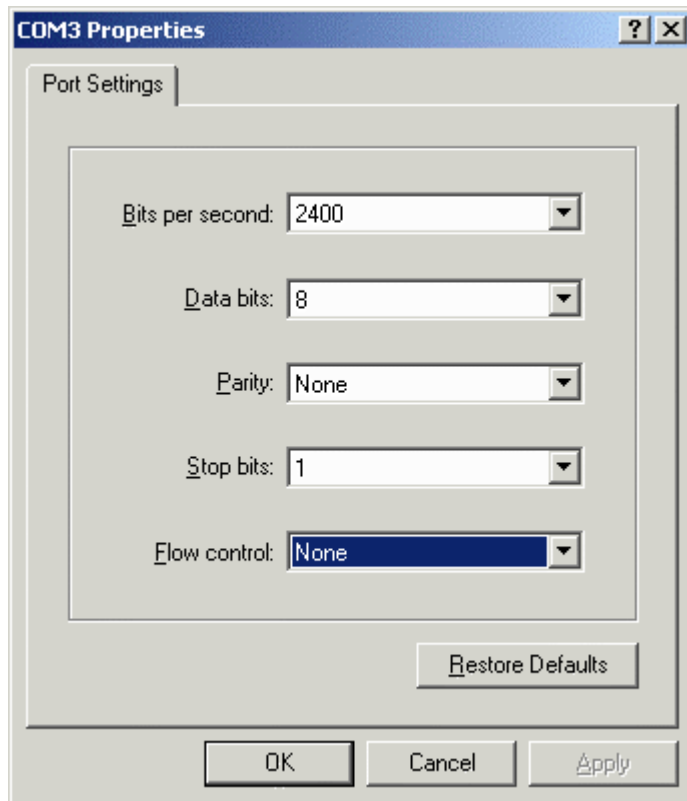 COM3 Properties
Port Settings
Bits per second: 2400
Data bits: 8
Parity: None
Stop bits: 1
Flow control: None
Restore Defaults
OK Cancel Apply